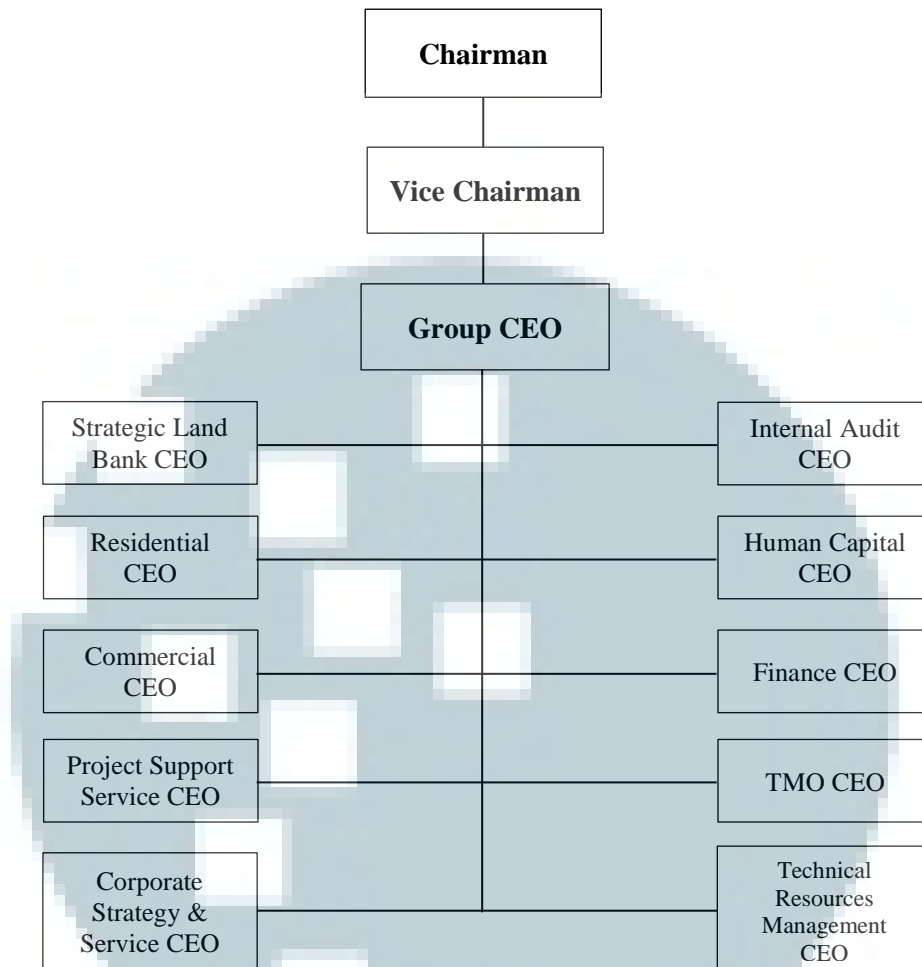 Chairman
Vice Chairman
Group CEO
Strategic Land
Bank CEO
Internal Audit
CEO
Residential
CEO
Human Capital
CEO
Commercial
CEO
Finance CEO
Project Support
Service CEO
TMO CEO
Corporate
Strategy &
Service CEO
Technical
Resources
Management
CEO